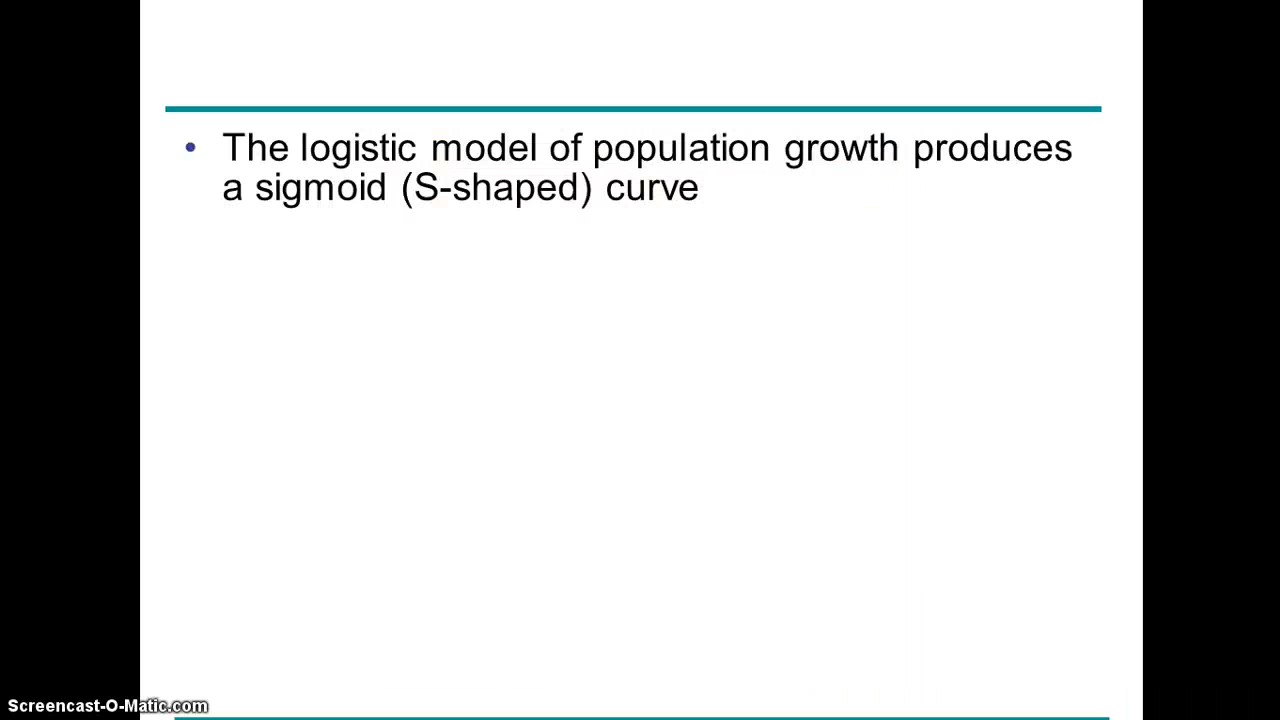 • The logistic model of population growth produces
a sigmoid (S-shaped) curve
Screencast-O-Matic.com